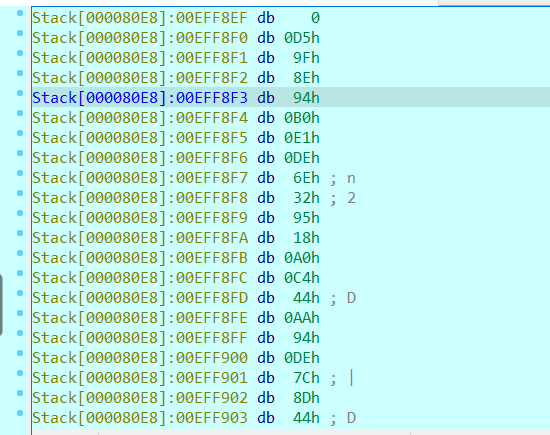 Stack[000080E8]:00EFF8EF db    0
Stack[000080E8]:00EFF8F0 db 0D5h
Stack[000080E8]:00EFF8F1 db  9Fh
Stack[000080E8]:00EFF8F2 db  8Eh
Stack[000080E8]:00EFF8F3 db  94h
Stack[000080E8]:00EFF8F4 db 0B0h
Stack[000080E8]:00EFF8F5 db 0E1h
Stack[000080E8]:00EFF8F6 db 0DEh
Stack[000080E8]:00EFF8F7 db  6Eh ; n
Stack[000080E8]:00EFF8F8 db  32h ; 2
Stack[000080E8]:00EFF8F9 db  95h
Stack[000080E8]:00EFF8FA db  18h
Stack[000080E8]:00EFF8FB db 0A0h
Stack[000080E8]:00EFF8FC db 0C4h
Stack[000080E8]:00EFF8FD db  44h ; D
Stack[000080E8]:00EFF8FE db 0AAh
Stack[000080E8]:00EFF8FF db  94h
Stack[000080E8]:00EFF900 db 0DEh
Stack[000080E8]:00EFF901 db  7Ch ; |
Stack[000080E8]:00EFF902 db  8Dh
Stack[000080E8]:00EFF903 db  44h ; D